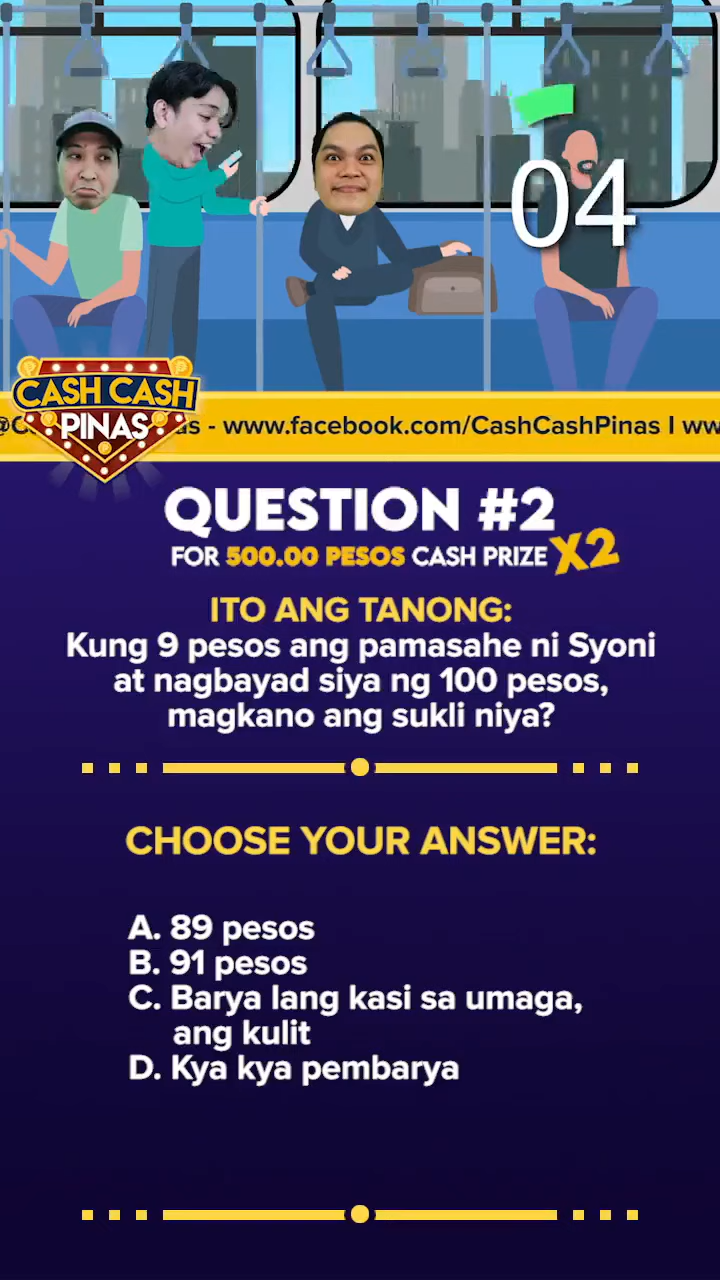 04
CASH CASH
PINAS
as - www.facebook.com/CashCashPinas I ww
QUESTION #2
FOR 500.00 PESOS CASH PRIZE X2
ITO ANG TANONG:
Kung 9 pesos ang pamasahe ni Syoni
at nagbayad siya ng 100 pesos,
magkano ang sukli niya?
CHOOSE YOUR ANSWER:
A. 89 pesos
B. 91 pesos
C. Barya lang kasi sa umaga,
ang kulit
D. Kya kya pembarya